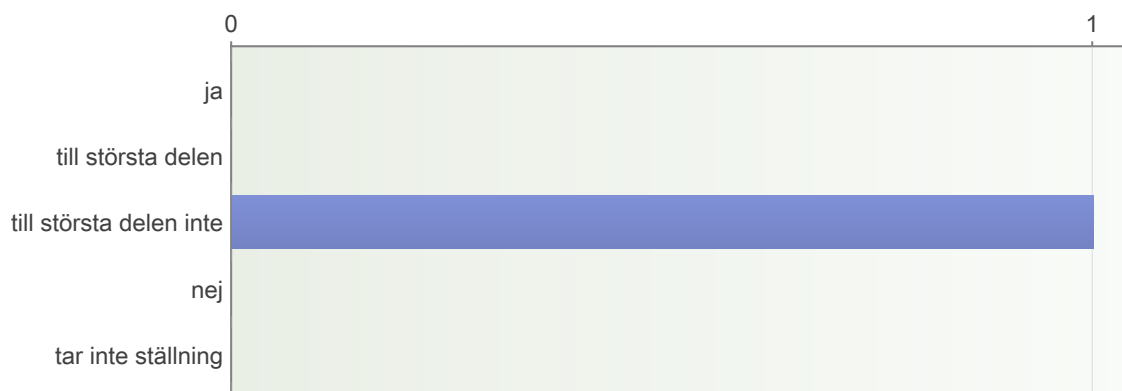 0 1
ja
till största delen
till största delen inte
nej
tar inte ställning